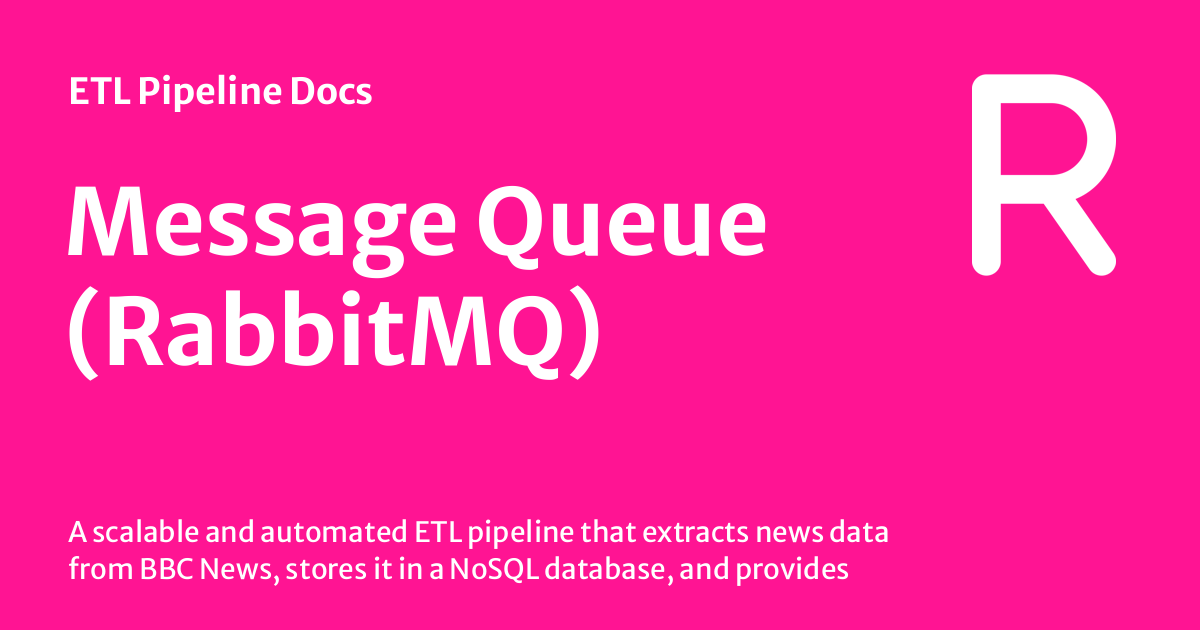 ETL Pipeline Docs
R
Message Queue
(RabbitMQ)
A scalable and automated ETL pipeline that extracts news data
from BBC News, stores it in a NoSQL database, and provides